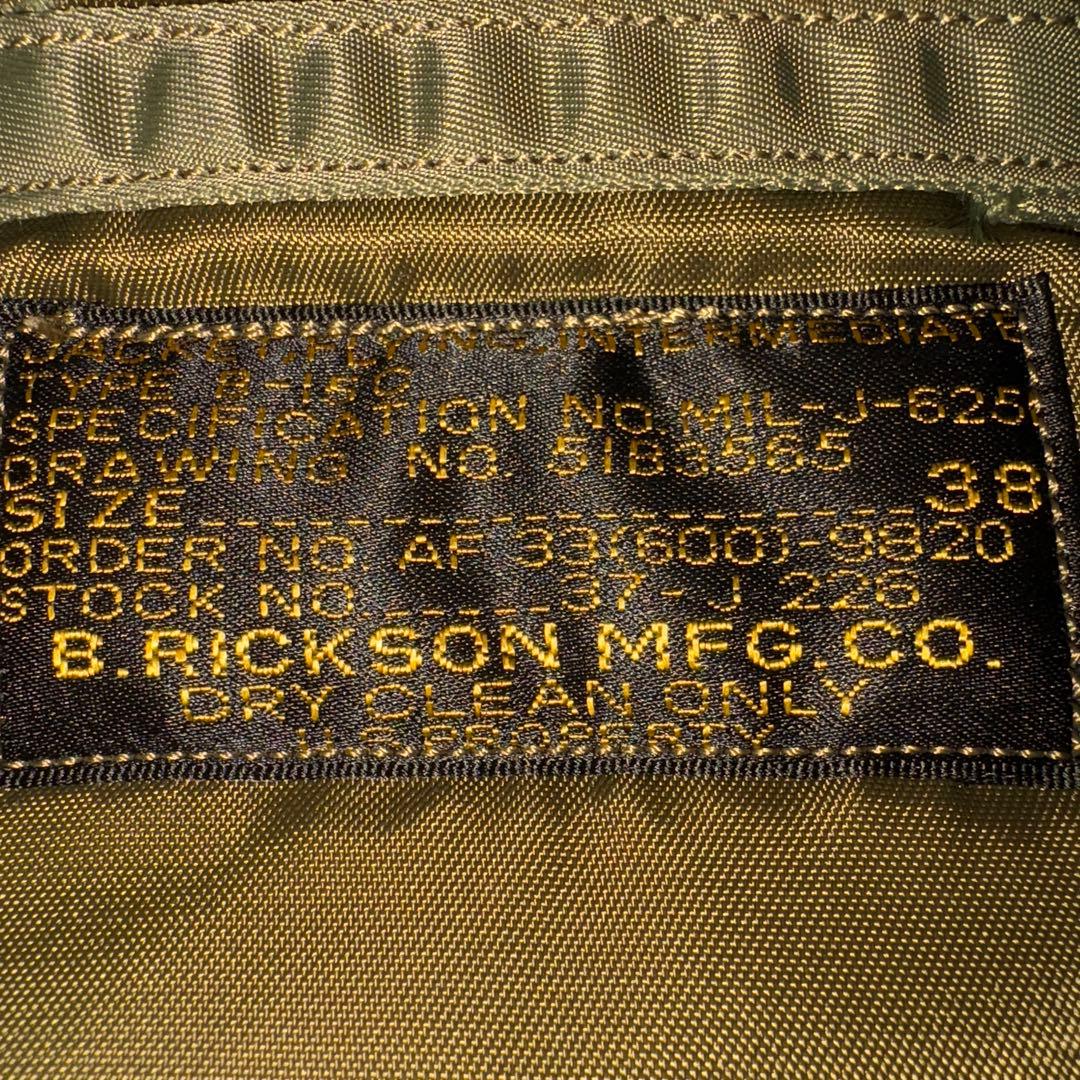 JACKET, FLYING, INTERMEDIATE
TYPE B-15C
SPECIFICATION NO. MIL-J-6251
DRAWING NO. 51B3565
SIZE 38
ORDER NO. AF 33(600)-9820
STOCK NO. 37-J 226
B.RICKSON MFG.CO.
DRY CLEAN ONLY
U.S. PROPERTY